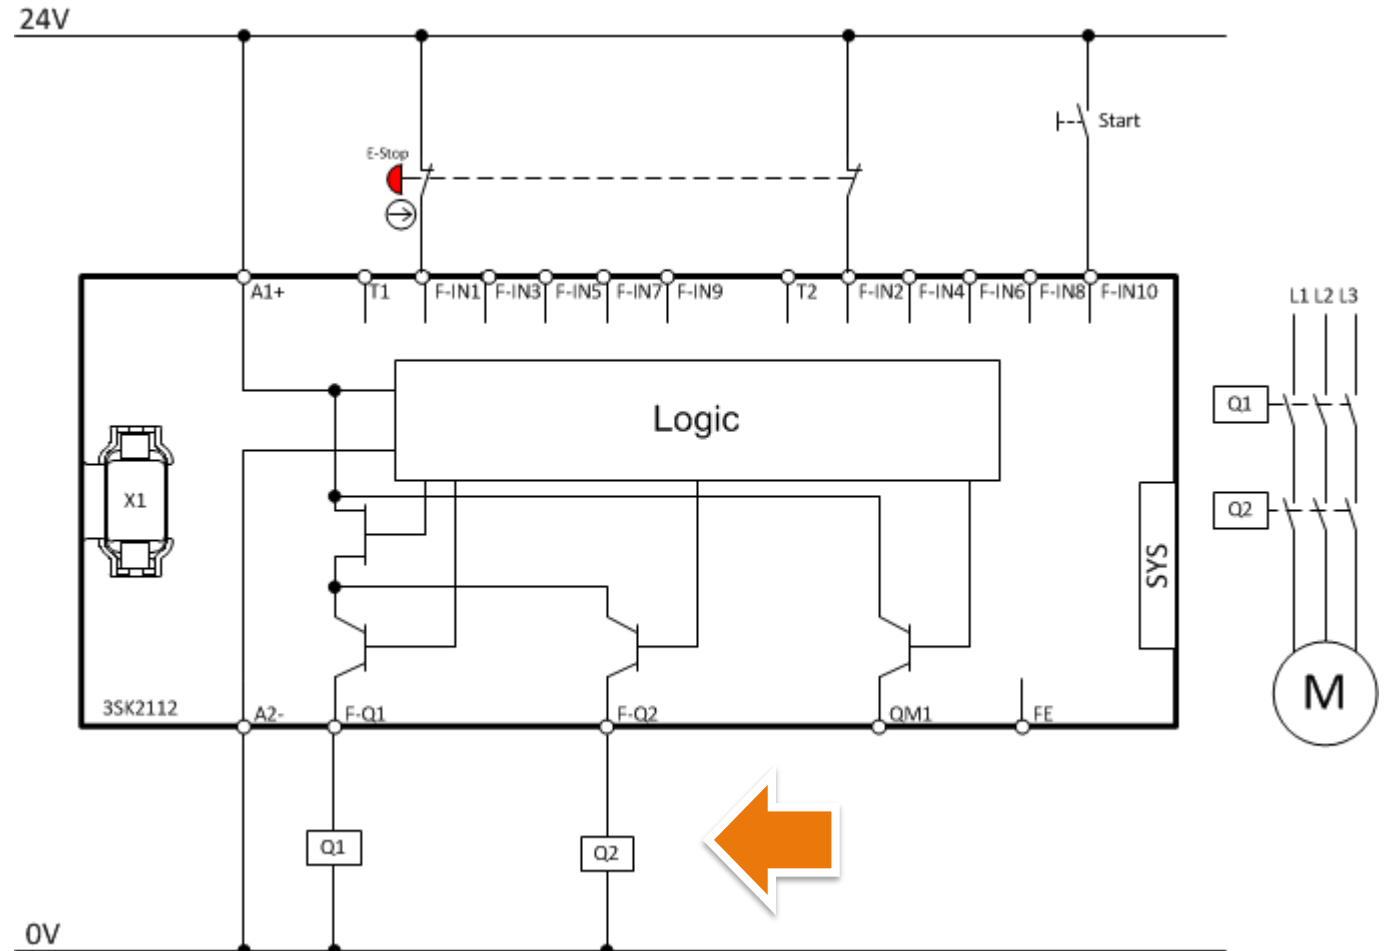 24V
Start
E-Stop
A1+ T1 F-IN1 F-IN3 F-IN5 F-IN7 F-IN9 T2 F-IN2 F-IN4 F-IN6 F-IN8 F-IN10
L1 L2 L3
Logic
Q1
X1
Q2
SYS
M
3SK2112
A2- F-Q1 F-Q2 QM1 FE
Q1
Q2
0V